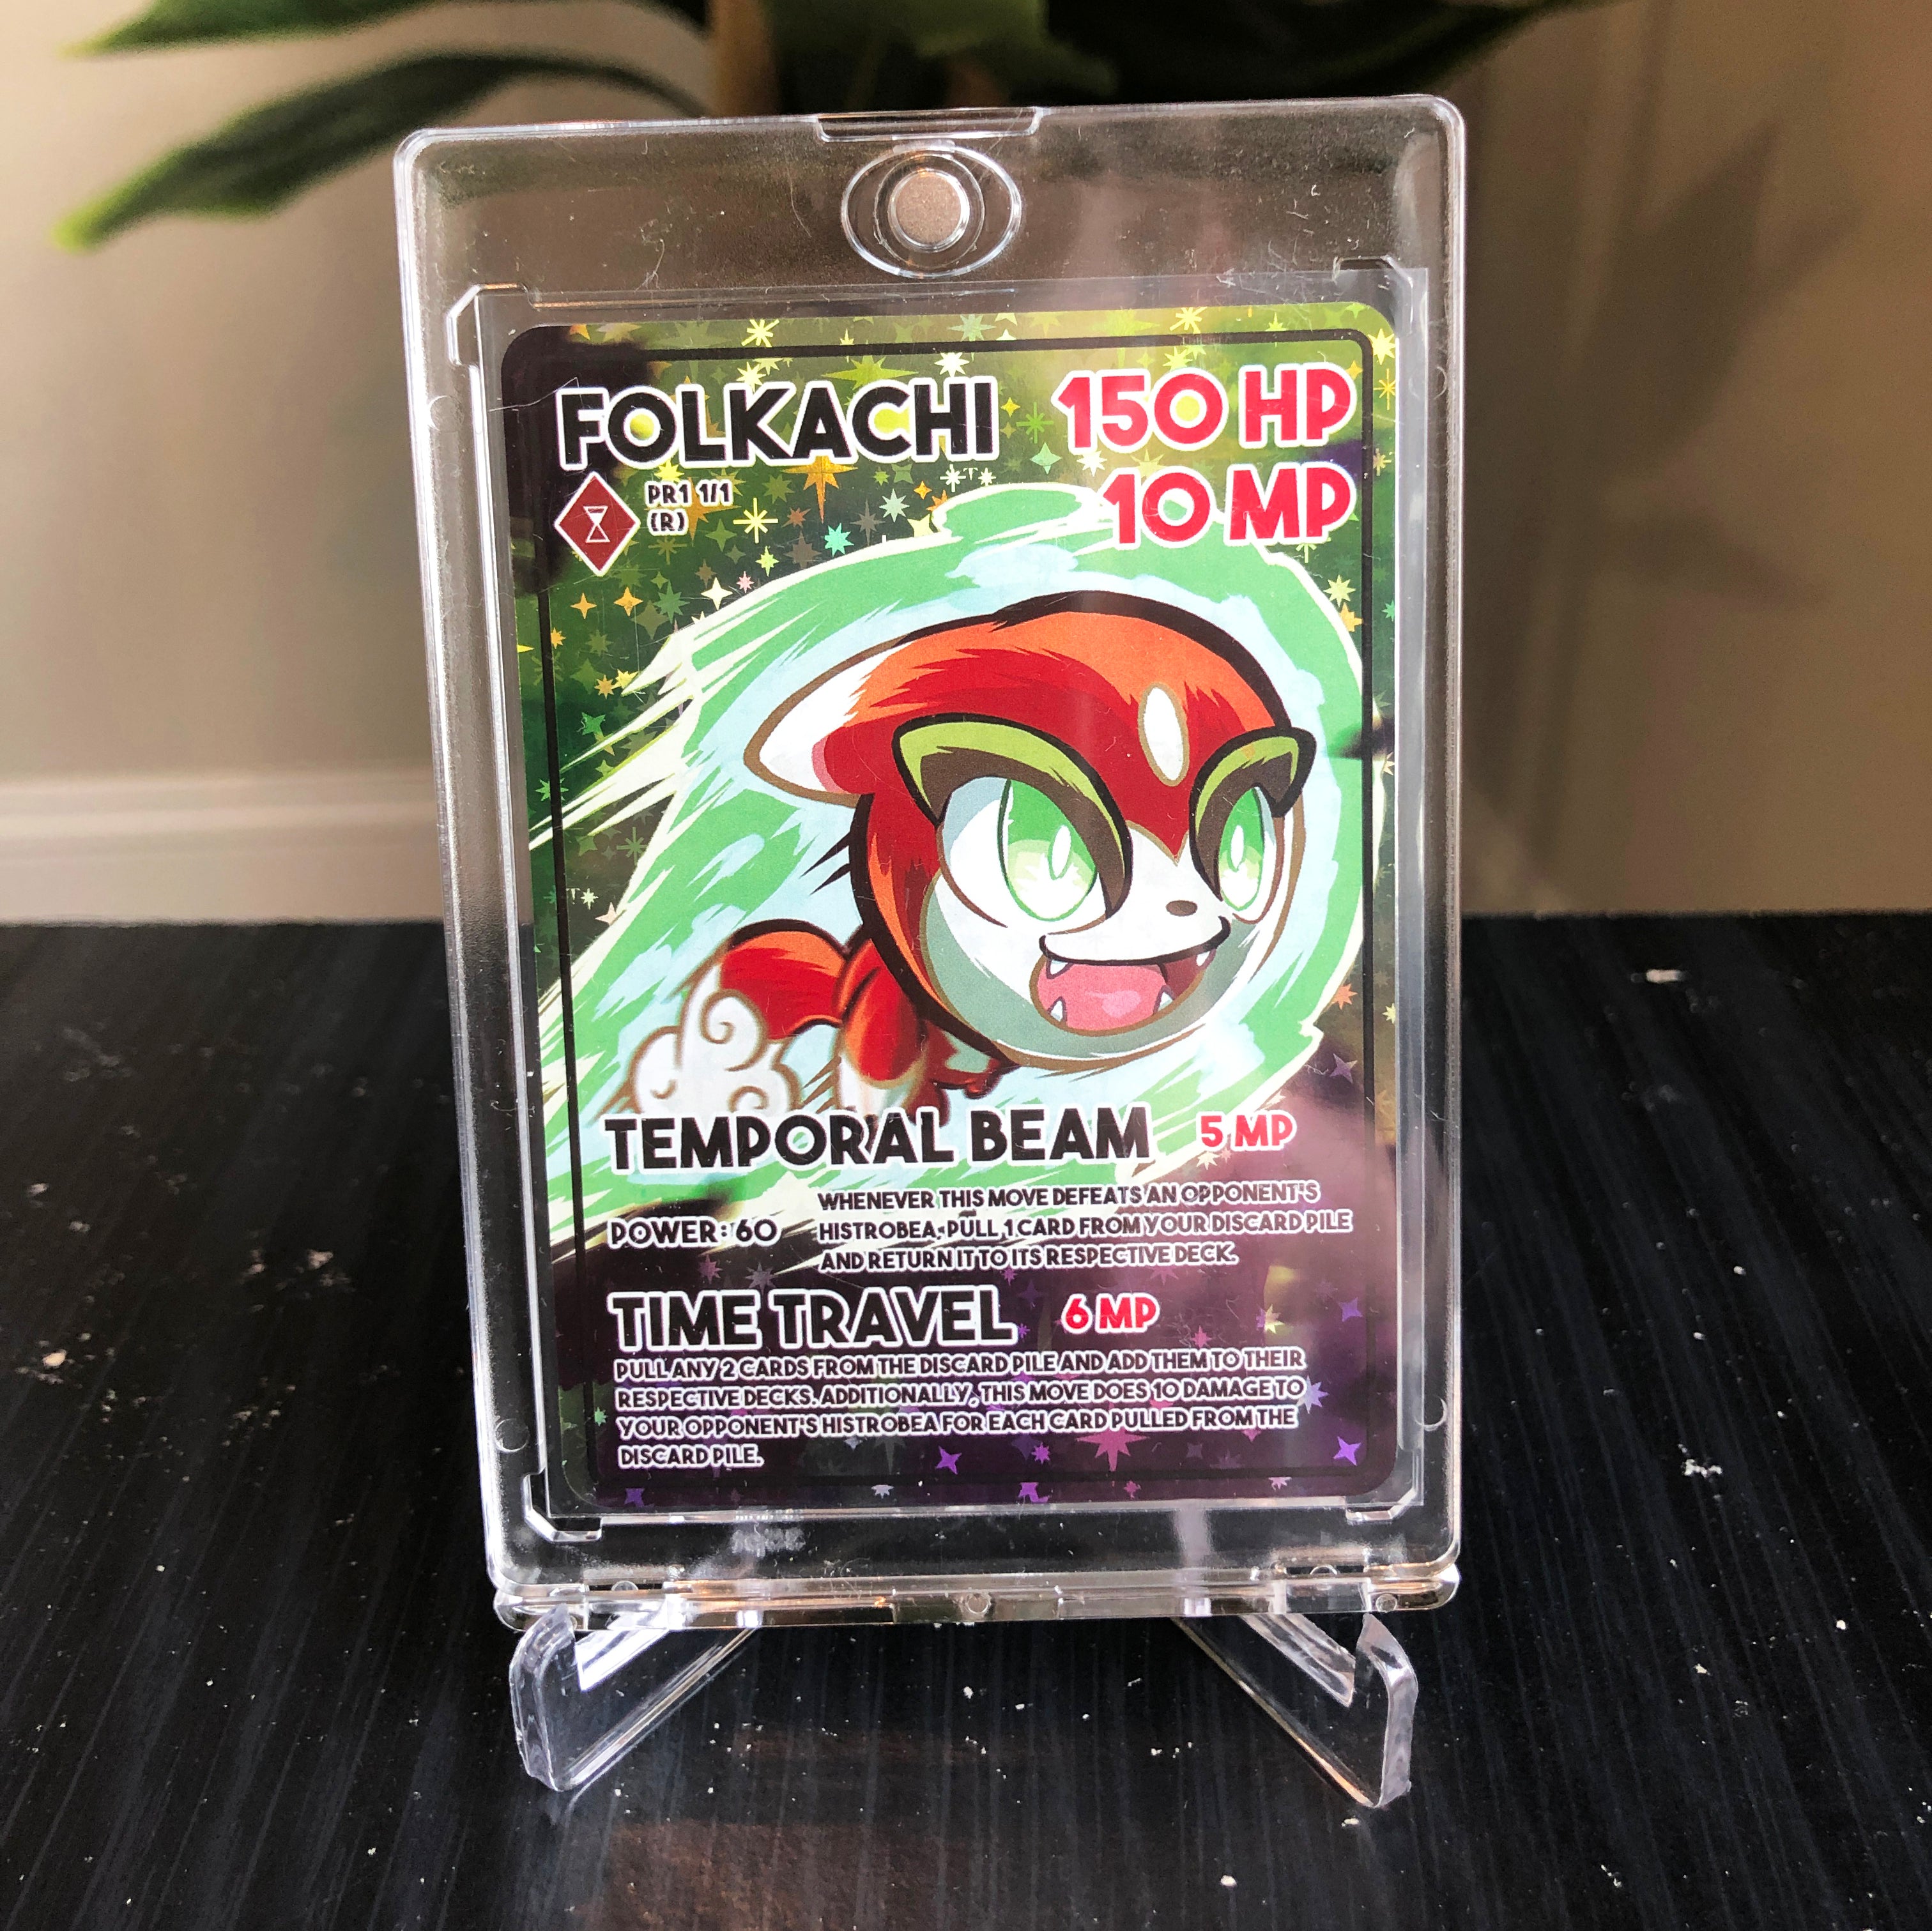 FOLKACHI 150 HP
PR1 1/1 10 MP
(R)
TEMPORAL BEAM 5 MP
WHENEVER THIS MOVE DEFEATS AN OPPONENT'S
POWER: 60 HISTROBEA, PULL 1 CARD FROM YOUR DISCARD PILE
AND RETURN IT TO ITS RESPECTIVE DECK.
TIME TRAVEL 6 MP
PULL ANY 2 CARDS FROM THE DISCARD PILE AND ADD THEM TO THEIR
RESPECTIVE DECKS. ADDITIONALLY, THIS MOVE DOES 10 DAMAGE TO
YOUR OPPONENT'S HISTROBEA FOR EACH CARD PULLED FROM THE
DISCARD PILE.